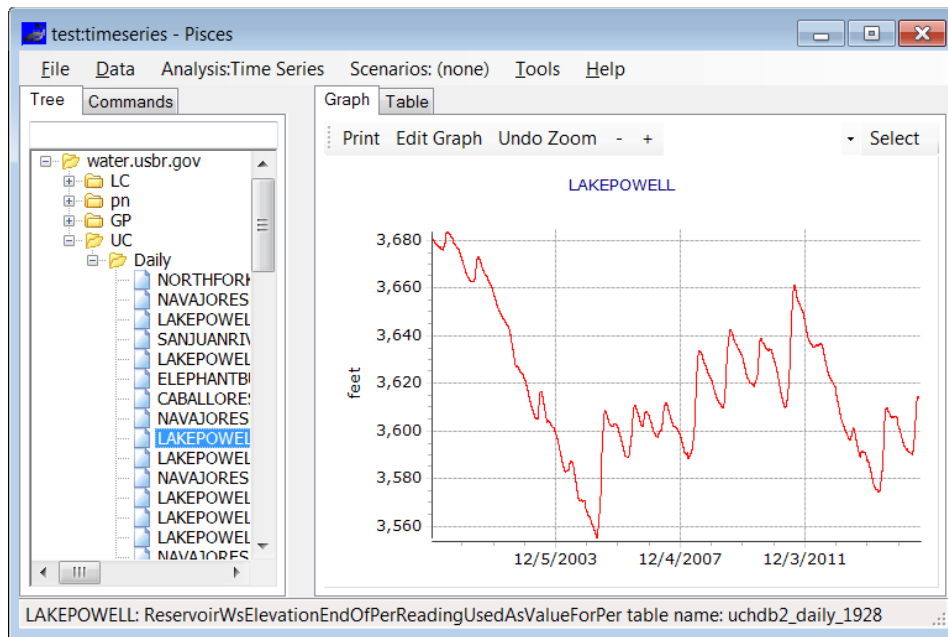 test:timeseries - Pisces
File Data Analysis:Time Series Scenarios: (none) Tools Help
Tree Commands
Graph Table
Print Edit Graph Undo Zoom - + Select
water.usbr.gov
LC
pn
GP
UC
Daily
NORTHFORK
NAVAJORES
LAKEPOWEL
SANJUANRIV
LAKEPOWEL
ELEPHANTBU
CABALLORES
NAVAJORES
LAKEPOWEL
LAKEPOWEL
NAVAJORES
LAKEPOWEL
LAKEPOWEL
LAKEPOWEL
NAVAJORES
LAKEPOWELL
feet
3,680
3,660
3,640
3,620
3,600
3,580
3,560
12/5/2003 12/4/2007 12/3/2011
LAKEPOWELL: ReservoirWsElevationEndOfPerReadingUsedAsValueForPer table name: uchdb2_daily_1928